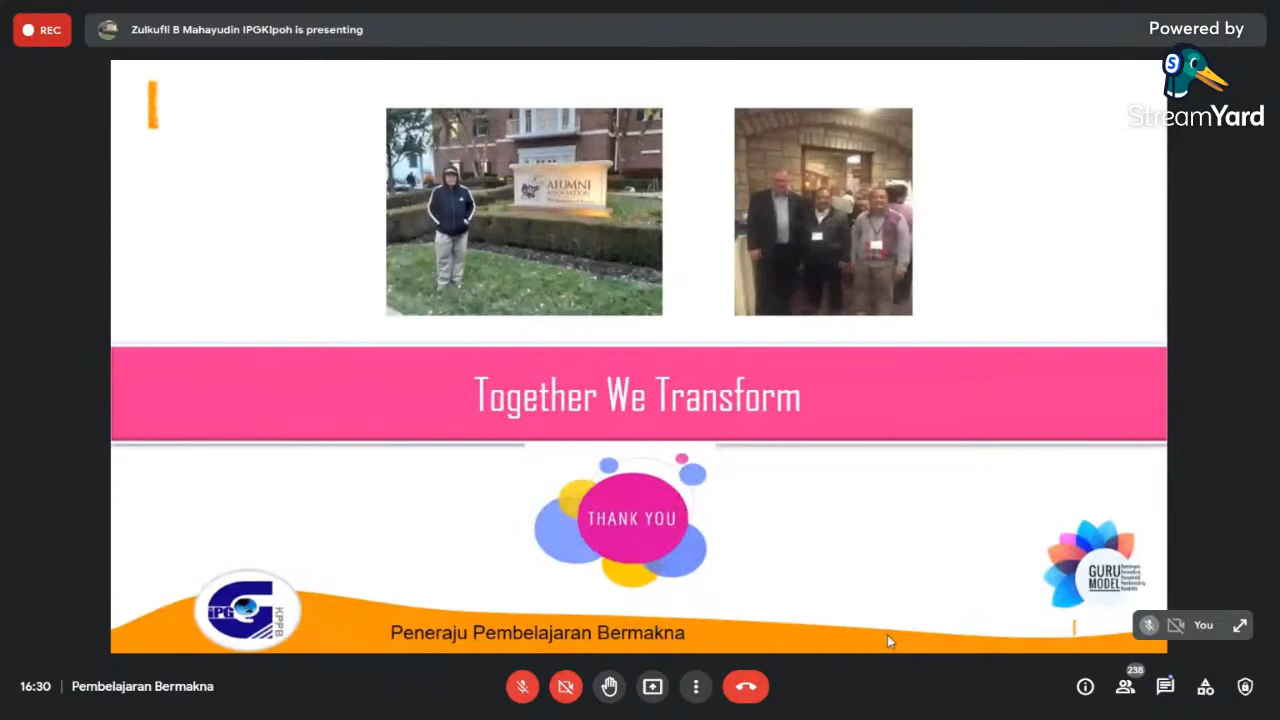 REC
Zulkufli B Mahayudin IPGKIpoh is presenting
Powered by
S
StreamYard
ALUMNI
ASSOCIATION
Together We Transform
THANK YOU
GURU
MODEL
iPG
KPPB
Peneraju Pembelajaran Bermakna
You
16:30 | Pembelajaran Bermakna
238